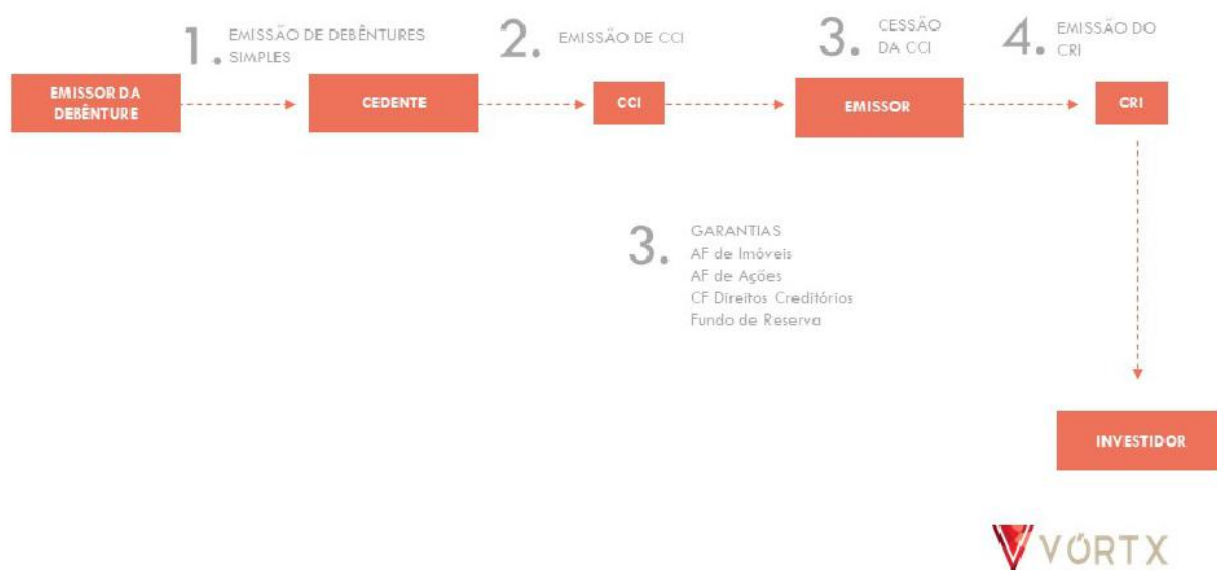 1. EMISSÃO DE DEBÊNTURES
SIMPLES
2. EMISSÃO DE CCI
3. CESSÃO
DA CCI
4. EMISSÃO DO
CRI
EMISSOR DA
DEBÊNTURE
CEDENTE
CCI
EMISSOR
CRI
3. GARANTIAS
AF de Imóveis
AF de Ações
CF Direitos Creditórios
Fundo de Reserva
INVESTIDOR
VÓRTX